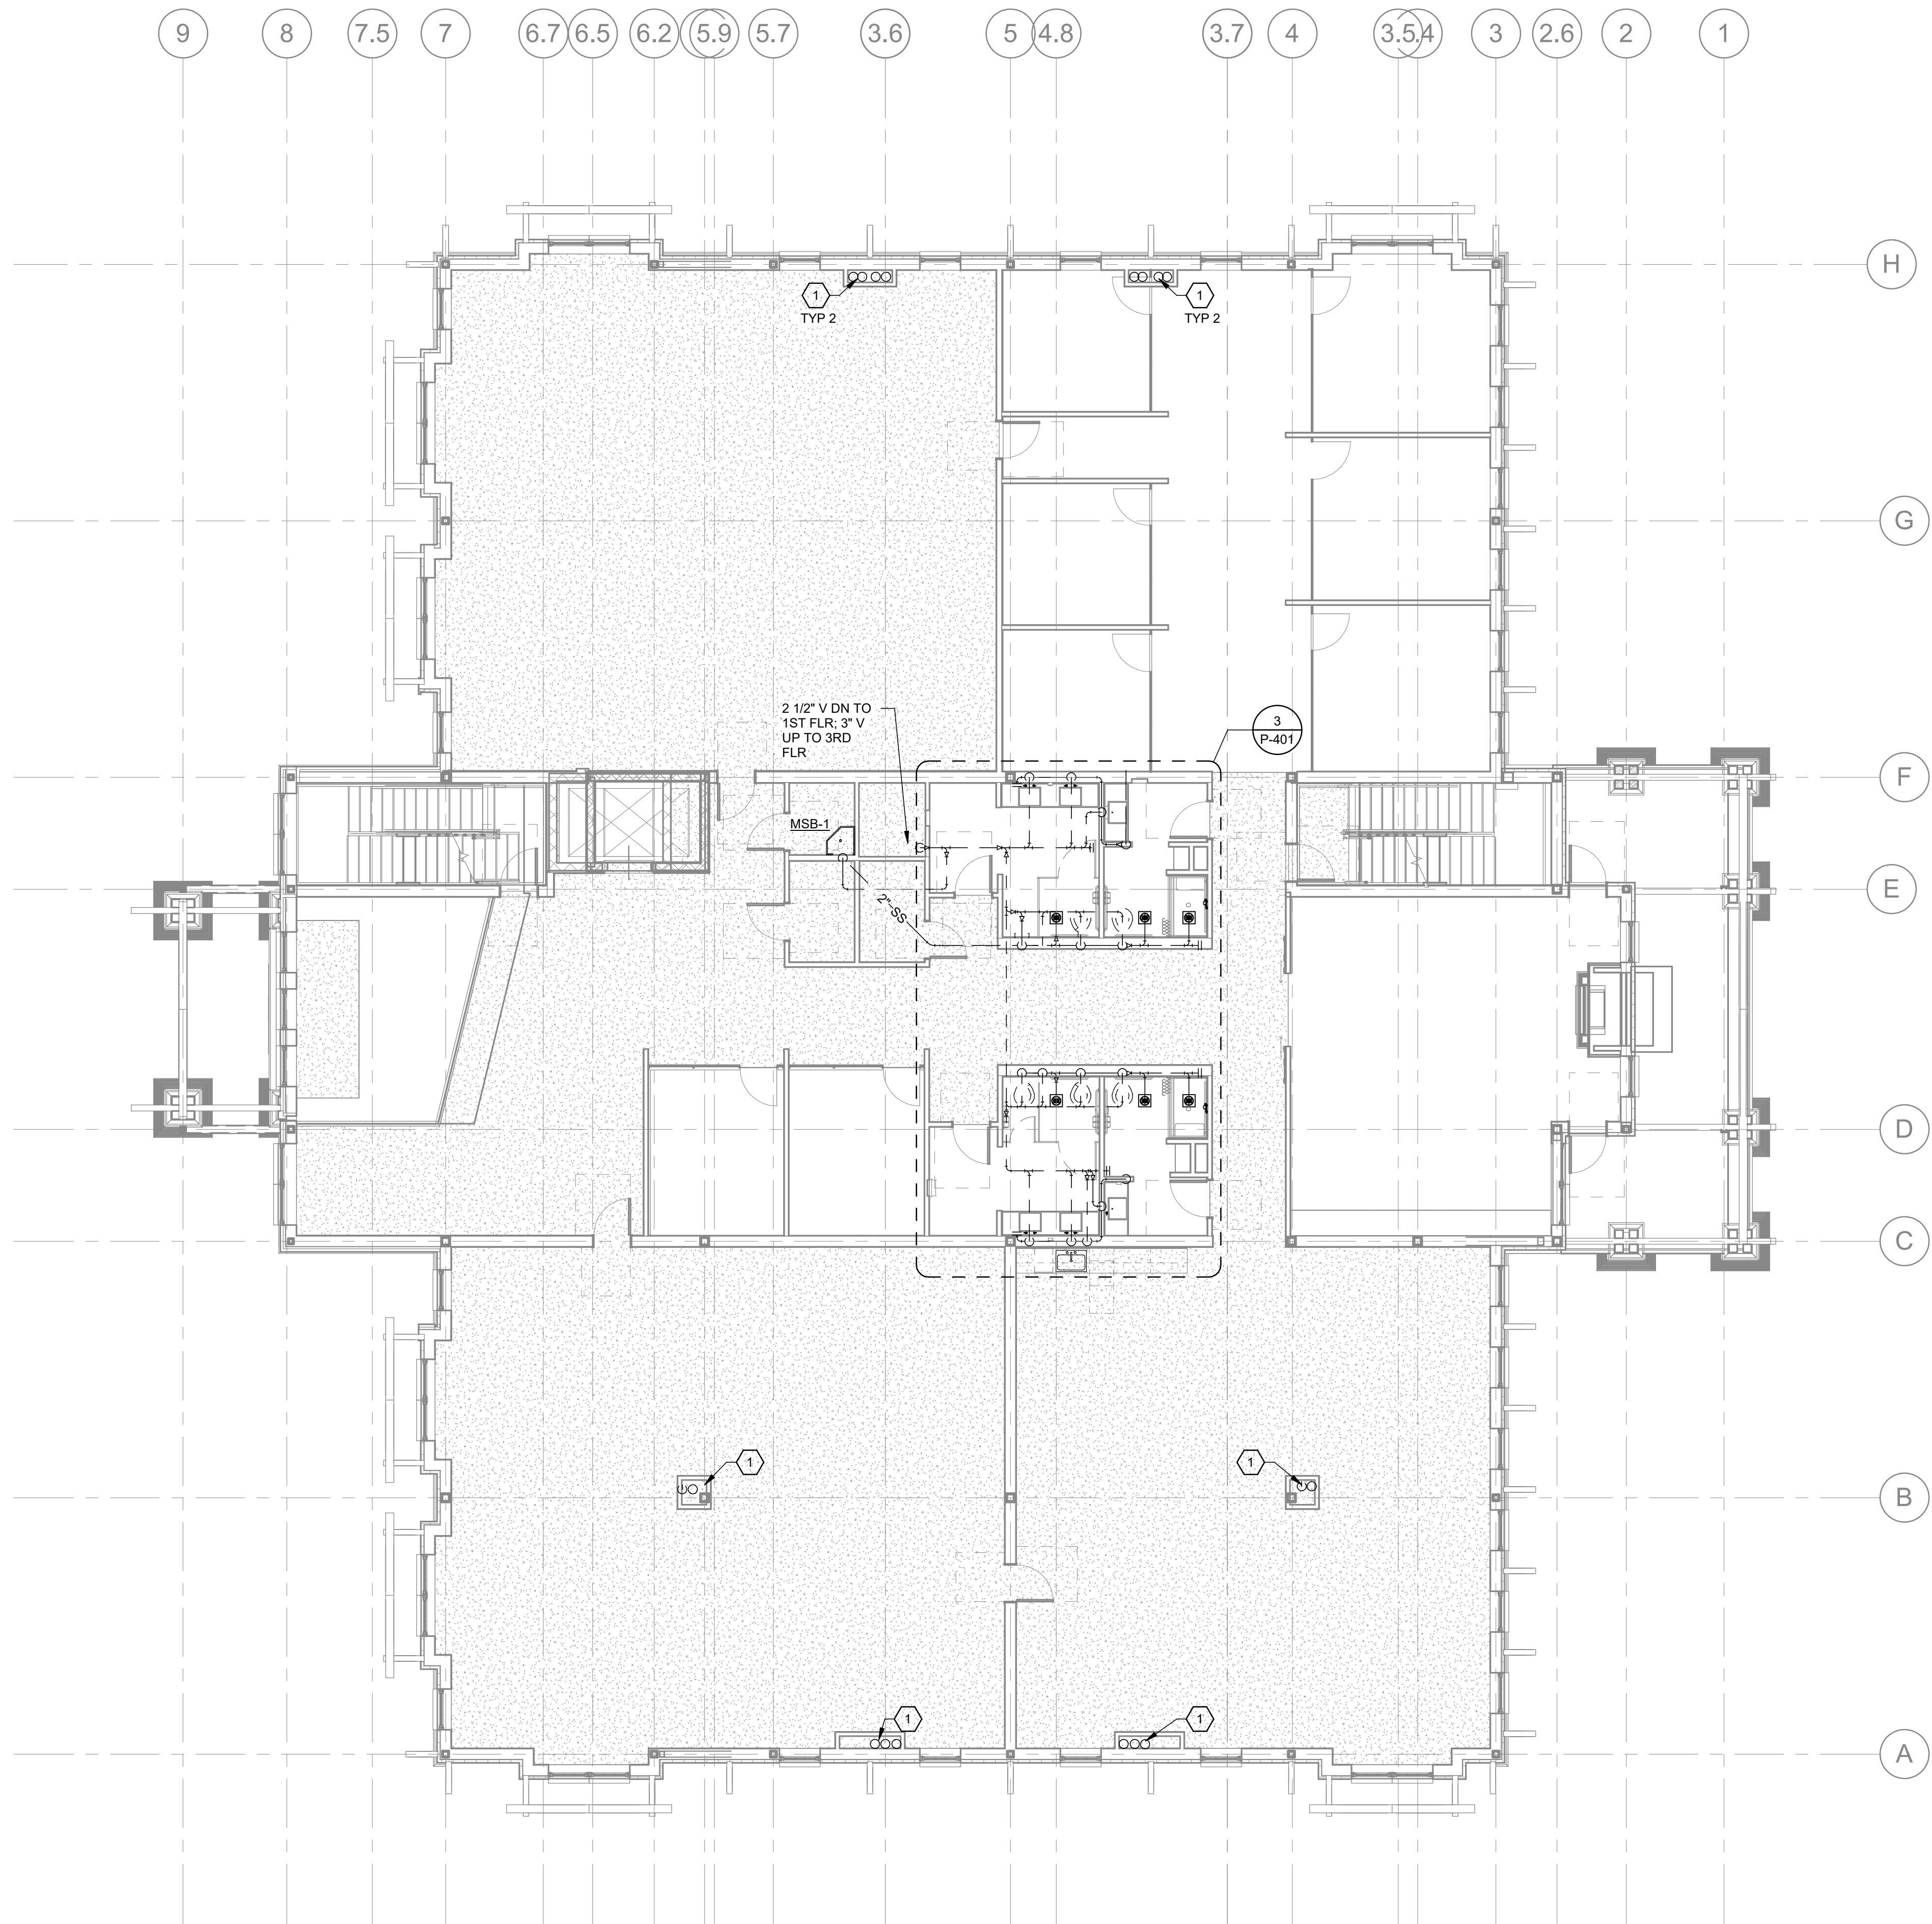 9 8 7.5 7 6.7 6.5 6.2 5.9 5.7 3.6 5 4.8 3.7 4 3.5 .4 3 2.6 2 1
H
1
TYP 2
1
TYP 2
G
2 1/2" V DN TO
1ST FLR; 3" V
UP TO 3RD
FLR
3
P-401
F
MSB-1
E
2"-SS
D
C
1
1
B
1
1
A